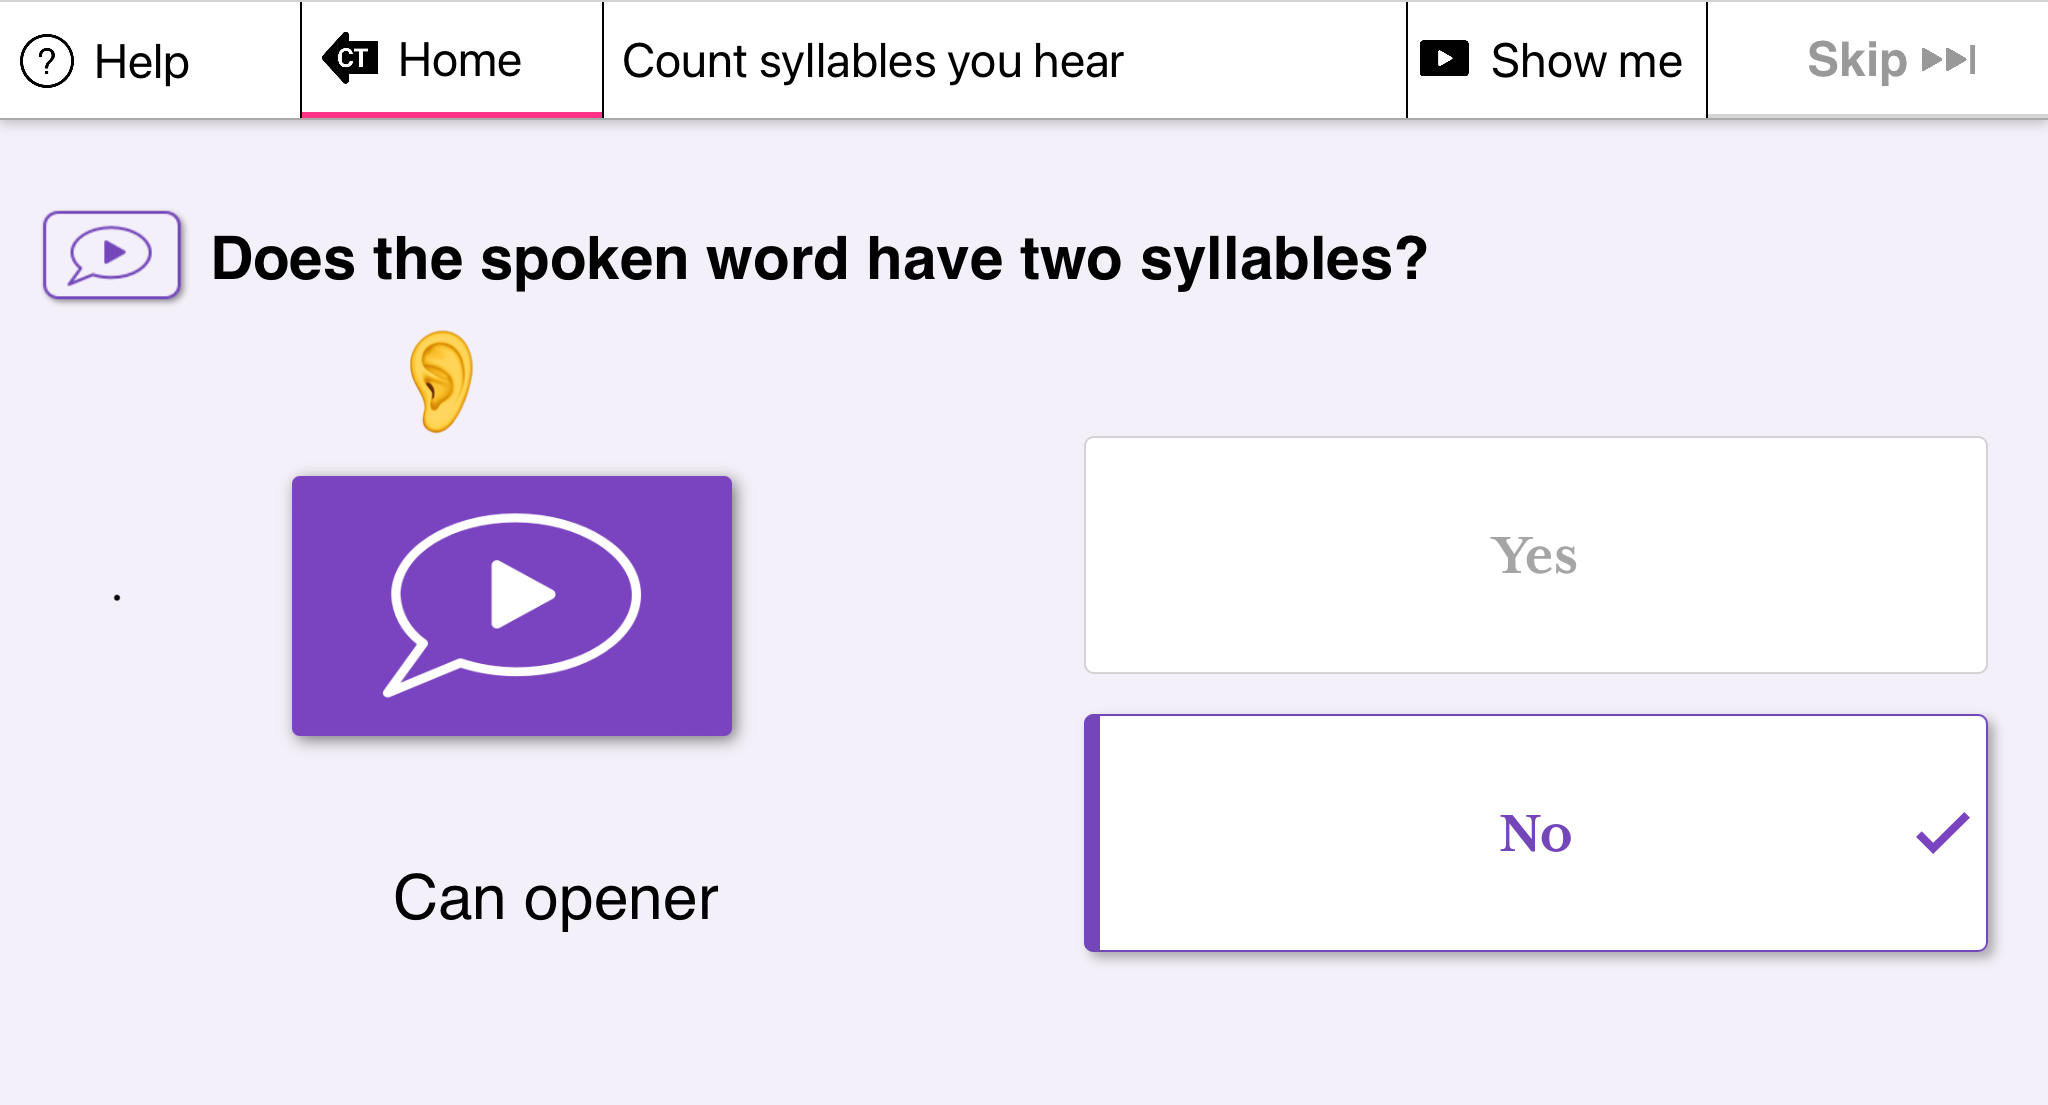 ? Help
CT Home
Count syllables you hear
Show me
Skip
Does the spoken word have two syllables?
Yes
No
Can opener